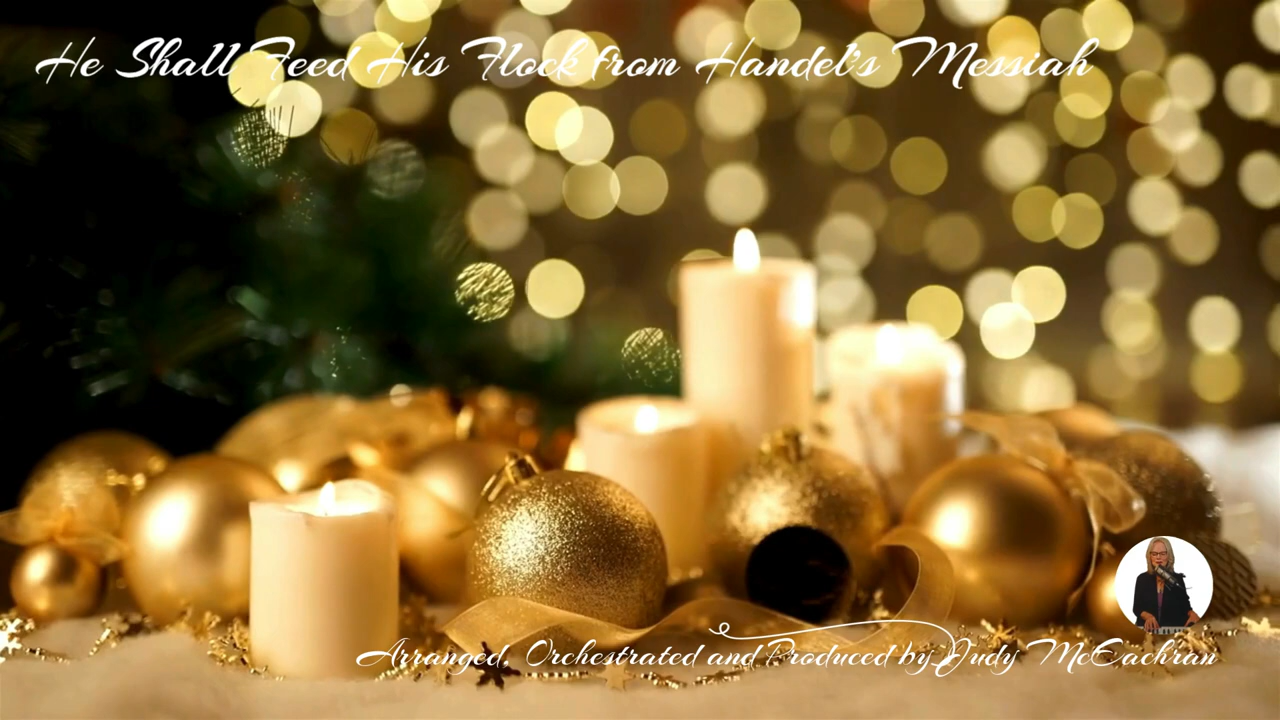 He Shall Feed His Flock from Handel's Messiah
Arranged, Orchestrated and Produced by Judy McEachran